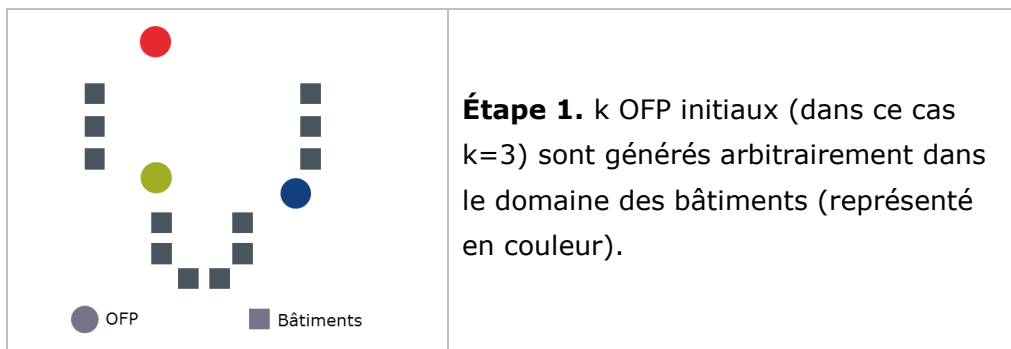 Étape 1. k OFP initiaux (dans ce cas
k=3) sont générés arbitrairement dans
le domaine des bâtiments (représenté
en couleur).
OFP
Bâtiments